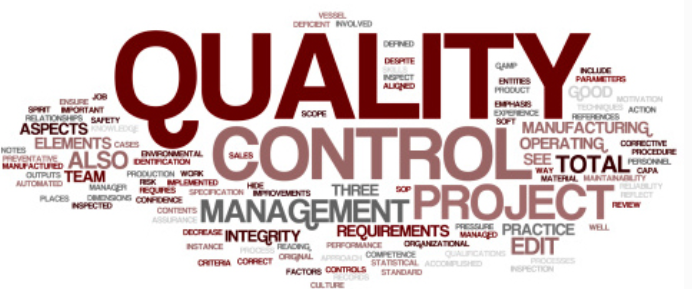 VESSEL
DEFICIENT INVOLVED
DEFINED
QUALITY
DESPITE
SKILLS
INSPECT
ALIGNED
GAMP
ENTITIES
PRODUCT
INCLUDE
PARAMETERS
GOOD
MOTIVATION
TECHNIQUES
ACTION
EMPHASIS
EXPERIENCE
SOFT
REFERENCES
JOB
ENSURE
SPIRIT IMPORTANT
RELATIONSHIPS SAFETY
ASPECTS KNOWLEDGE
SCOPE
CONTROL
MANUFACTURING
ELEMENTS CASES
OPERATING
CORRECTIVE
PROCEDURE
NOTES
PREVENTATIVE
MANUFACTURED
ALSO
ENVIRONMENTAL
IDENTIFICATION
SALES
SEE
TOTAL
PERSONNEL
WAY
CAPA
OUTPUTS
TEAM
PRODUCTION WORK
MATERIAL
MAINTAINABILITY
AUTOMATED
MANAGER
RISK IMPLEMENTED
REQUIRES
SPECIFICATION
HIDE
IMPROVEMENTS
THREE
SOP
PROJECT
RELIABILITY
REFLECT
PLACES
DIMENSIONS
INSPECTED
CONFIDENCE
CONTENTS
ASSURANCE
MANAGEMENT
REVIEW
DECREASE
INTEGRITY
REQUIREMENTS
PRESSURE
MANAGED
PRACTICE
WELL
INSTANCE
PROCESS
READING
ORIGINAL
PERFORMANCE
ORGANIZATIONAL
EDIT
CRITERIA CORRECT
APPROACH
COMPETENCE
QUALIFICATIONS
STATISTICAL
ACCOMPLISHED
PROCESSES
INSPECTION
FACTORS
CONTROLS
STANDARD
RECORDS
CULTURE